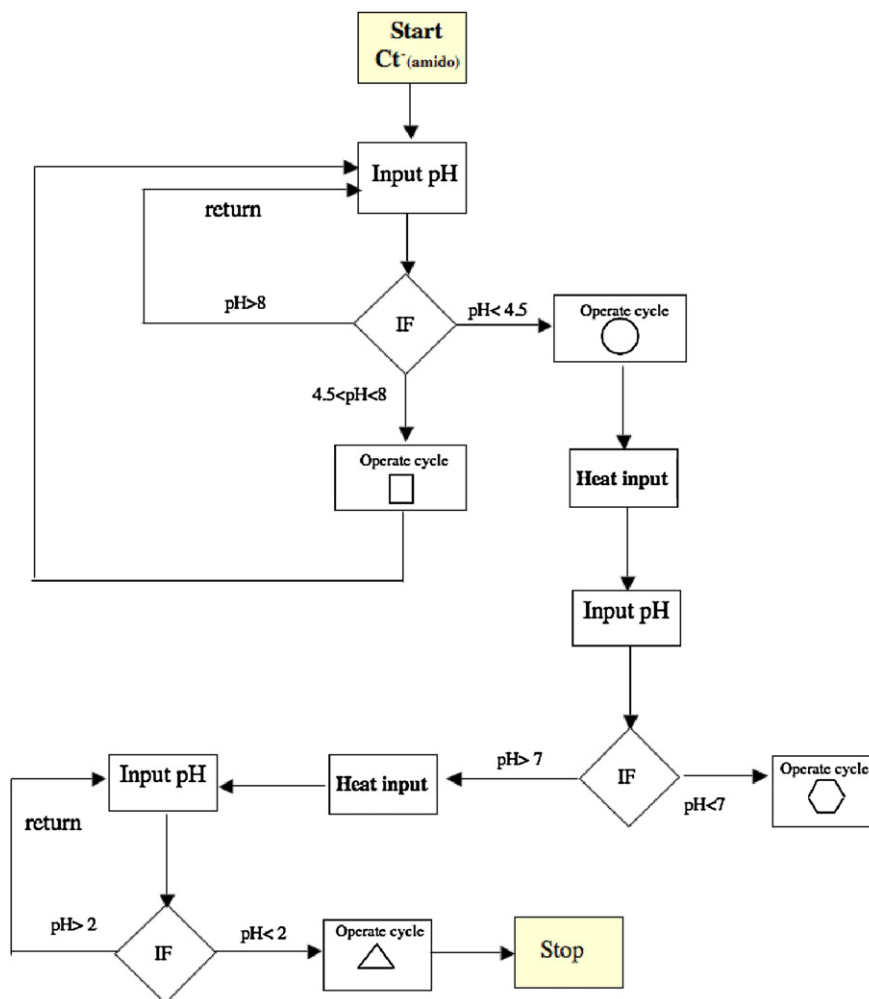 Start
Ct-(amido)
Input pH
return
pH>8
IF
pH< 4.5
Operate cycle
4.5<pH<8
Operate cycle
Heat input
Input pH
Input pH
Heat input
pH> 7
IF
pH<7
Operate cycle
return
pH> 2
IF
pH< 2
Operate cycle
Stop